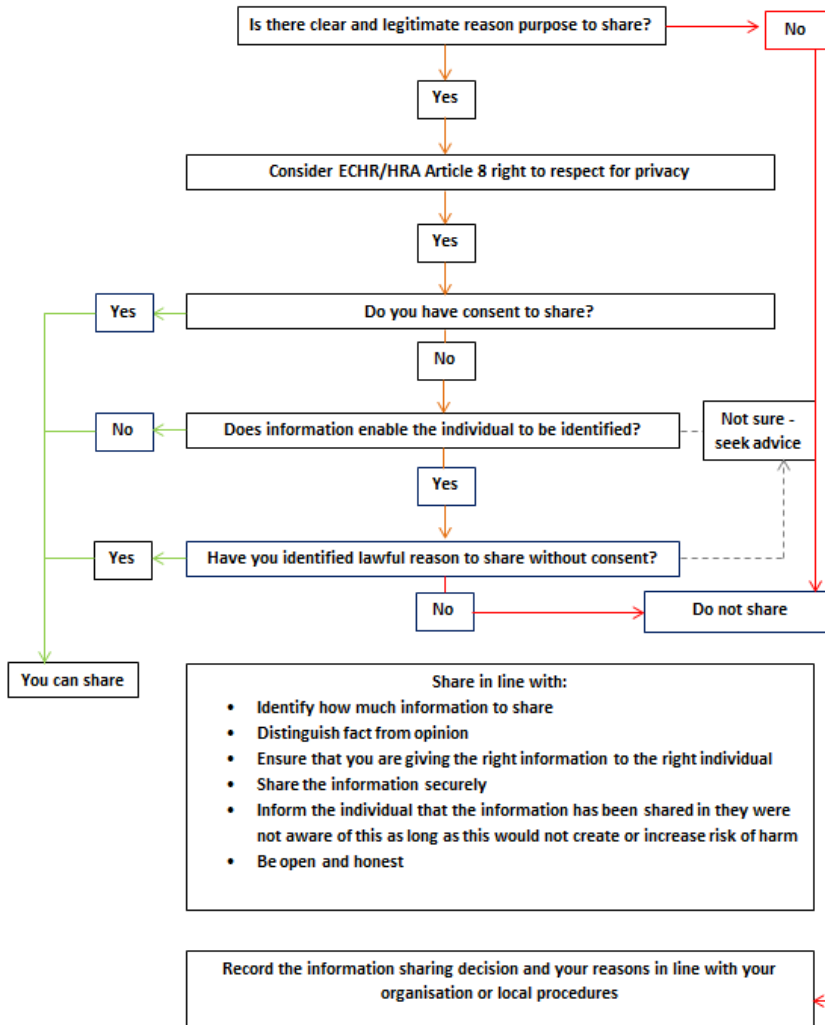 Is there clear and legitimate reason purpose to share?
No
Yes
Consider ECHR/HRA Article 8 right to respect for privacy
Yes
Yes
Do you have consent to share?
No
No
Does information enable the individual to be identified?
Not sure -
seek advice
Yes
Yes
Have you identified lawful reason to share without consent?
No
Do not share
You can share
Share in line with:
• Identify how much information to share
• Distinguish fact from opinion
• Ensure that you are giving the right information to the right individual
• Share the information securely
• Inform the individual that the information has been shared in they were
not aware of this as long as this would not create or increase risk of harm
• Be open and honest
Record the information sharing decision and your reasons in line with your
organisation or local procedures